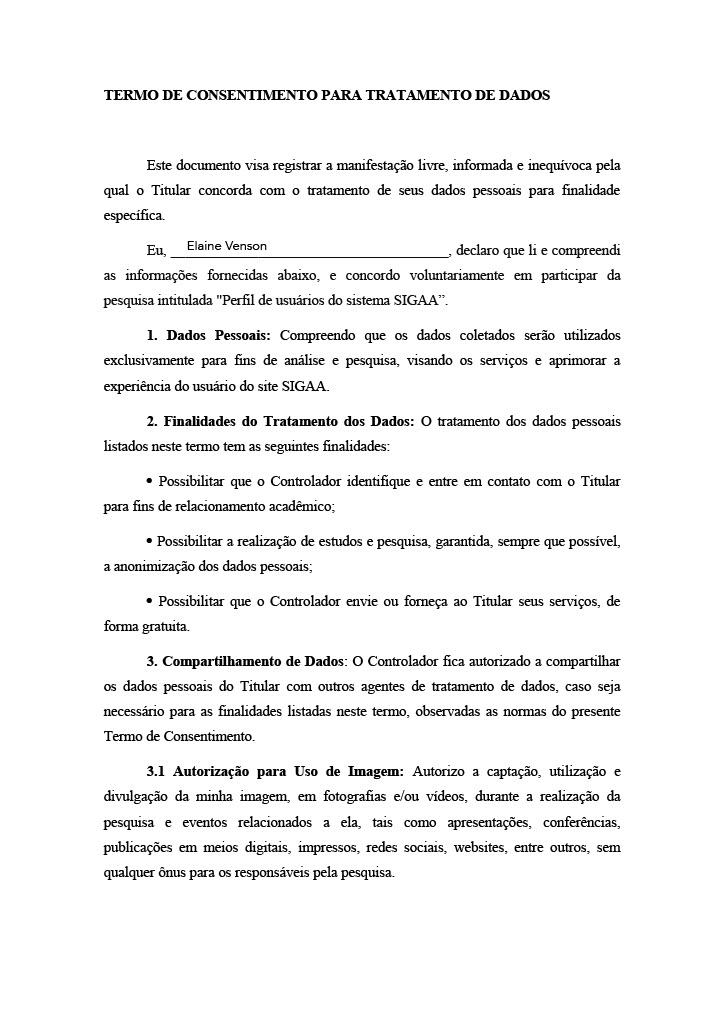 TERMO DE CONSENTIMENTO PARA TRATAMENTO DE DADOS
Este documento visa registrar a manifestação livre, informada e inequívoca pela
qual o Titular concorda com o tratamento de seus dados pessoais para finalidade
específica.
Eu, Elaine Venson, declaro que li e compreendi
as informações fornecidas abaixo, e concordo voluntariamente em participar da
pesquisa intitulada "Perfil de usuários do sistema SIGAA”.
1. Dados Pessoais: Compreendo que os dados coletados serão utilizados
exclusivamente para fins de análise e pesquisa, visando os serviços e aprimorar a
experiência do usuário do site SIGAA.
2. Finalidades do Tratamento dos Dados: O tratamento dos dados pessoais
listados neste termo tem as seguintes finalidades:
• Possibilitar que o Controlador identifique e entre em contato com o Titular
para fins de relacionamento acadêmico;
• Possibilitar a realização de estudos e pesquisa, garantida, sempre que possível,
a anonimização dos dados pessoais;
• Possibilitar que o Controlador envie ou forneça ao Titular seus serviços, de
forma gratuita.
3. Compartilhamento de Dados: O Controlador fica autorizado a compartilhar
os dados pessoais do Titular com outros agentes de tratamento de dados, caso seja
necessário para as finalidades listadas neste termo, observadas as normas do presente
Termo de Consentimento.
3.1 Autorização para Uso de Imagem: Autorizo a captação, utilização e
divulgação da minha imagem, em fotografias e/ou vídeos, durante a realização da
pesquisa e eventos relacionados a ela, tais como apresentações, conferências,
publicações em meios digitais, impressos, redes sociais, websites, entre outros, sem
qualquer ônus para os responsáveis pela pesquisa.